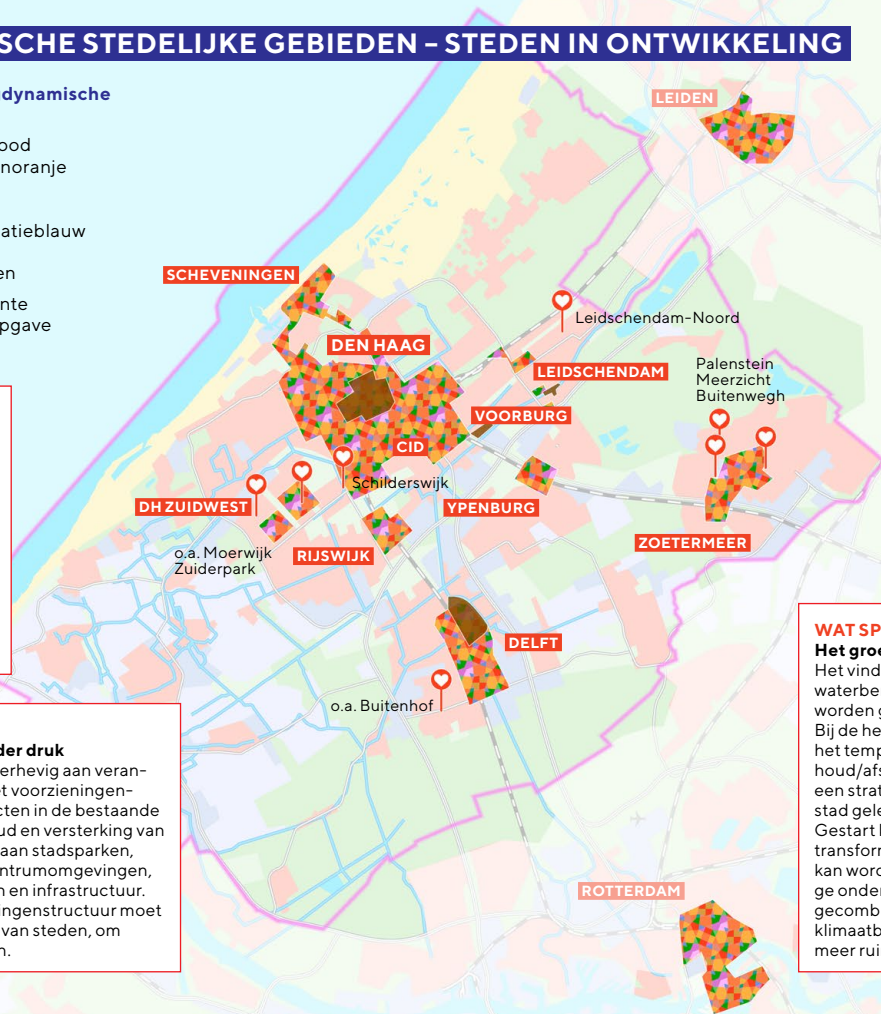 SCHE STEDELIJKE GEBIEDEN – STEDEN IN ONTWIKKELING
dynamische
ood
noranje
atieblauw
en
nte
pgave
LEIDEN
SCHEVENINGEN
DEN HAAG
Leidschendam-Noord
LEIDSCHENDAM
Palenstein
Meerzicht
Buitenwegh
VOORBURG
CID
Schilderswijk
DH ZUIDWEST
YPENBURG
o.a. Moerwijk
Zuiderpark
RIJSWIJK
ZOETERMEER
DELFT
o.a. Buitenhof
ROTTERDAM
der druk
erhevig aan veran-
et voorzieningen-
cten in de bestaande
ud en versterking van
aan stadsparken,
entrumomgevingen,
n en infrastructuur.
ingenstructuur moet
van steden, om
n.
WAT SP
Het groe
Het vind
waterbe
worden g
Bij de he
het temp
houd/afs
een strat
stad gele
Gestart k
transform
kan word
ge onder
gecomb
klimaatb
meer rui